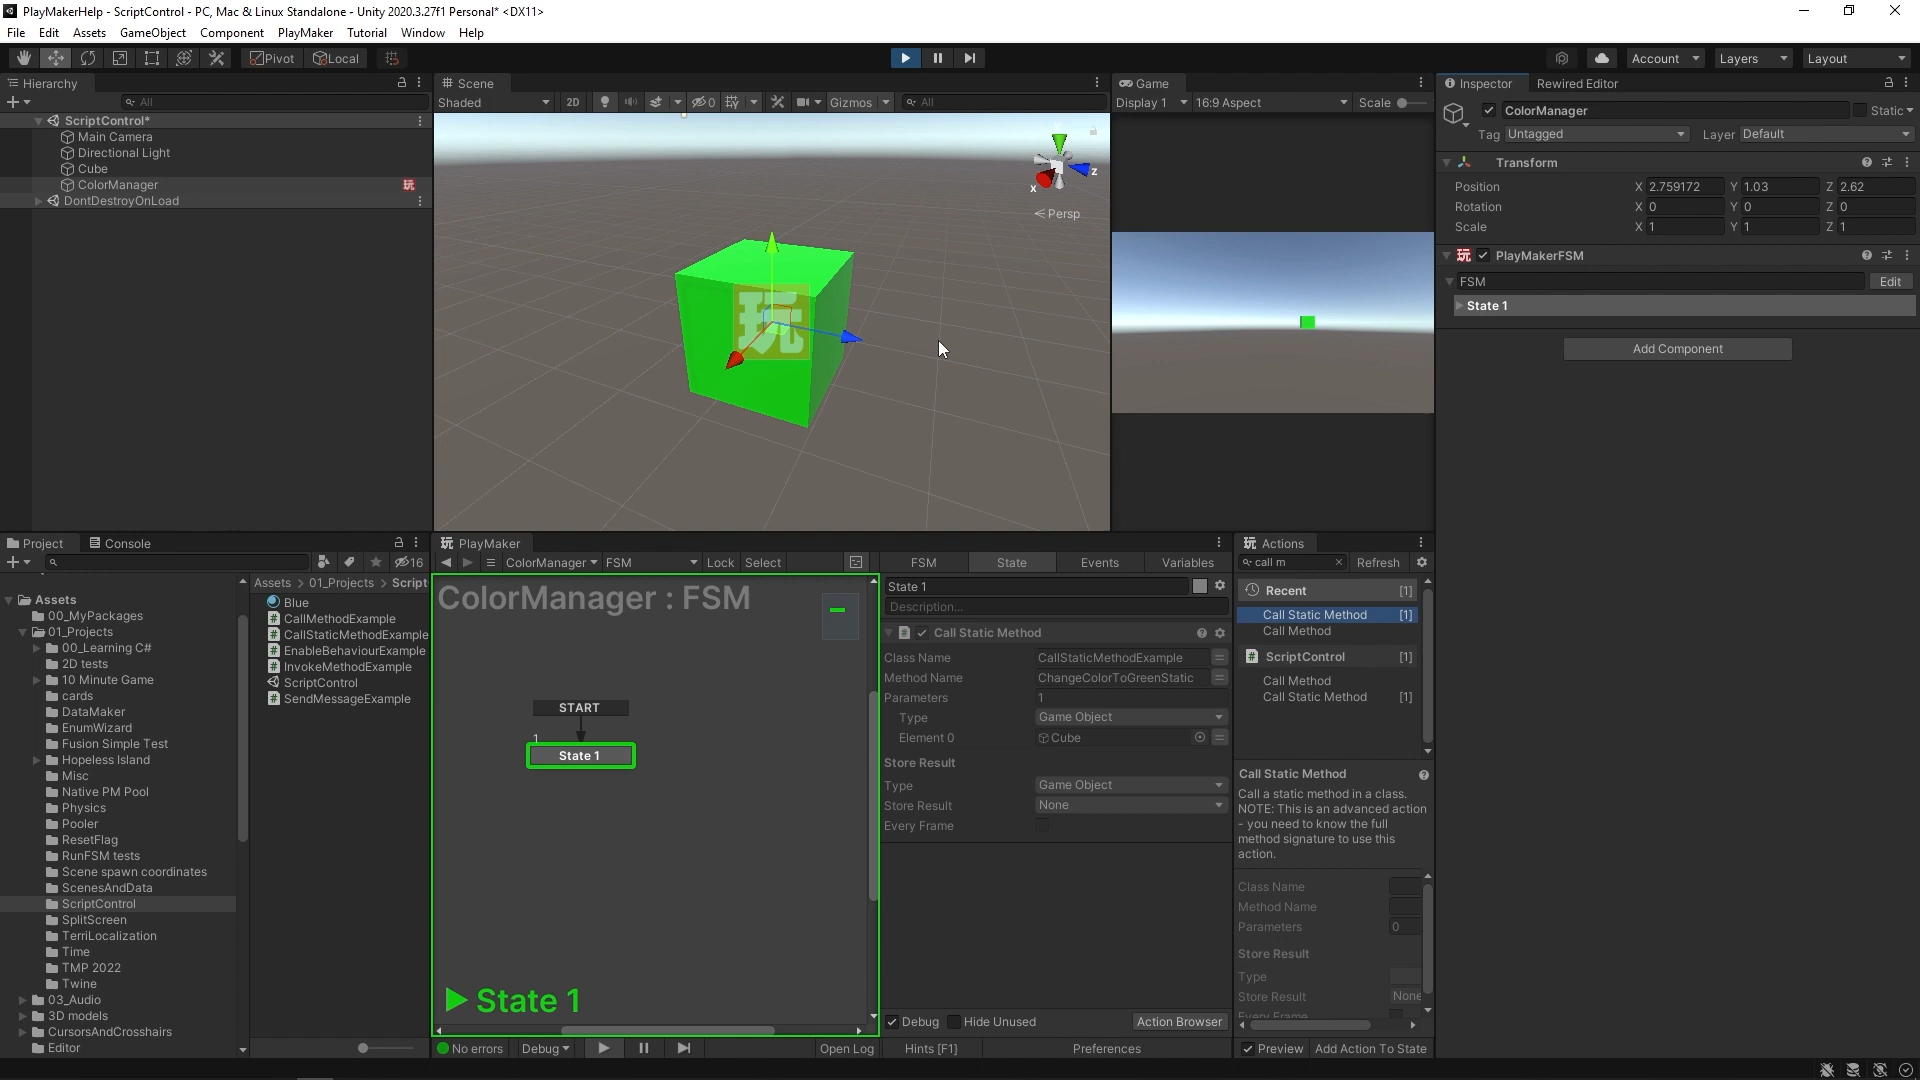 PlayMakerHelp - ScriptControl - PC, Mac & Linux Standalone - Unity 2020.3.27f1 Personal* <DX11>
File Edit Assets GameObject Component PlayMaker Tutorial Window Help
Pivot Local Account Layers Layout
Hierarchy
All
ScriptControl*
Main Camera
Directional Light
Cube
ColorManager 玩
DontDestroyOnLoad
Scene
Shaded 2D 0 Gizmos All
y
x
z
Persp
玩
Game
Display 1 16:9 Aspect Scale
Inspector Rewired Editor
ColorManager Static
Tag Untagged Layer Default
Transform
Position X 2.759172 Y 1.03 Z 2.62
Rotation X 0 Y 0 Z 0
Scale X 1 Y 1 Z 1
玩 PlayMakerFSM
FSM Edit
State 1
Add Component
Project Console
16
Assets
00_MyPackages
01_Projects
00_Learning C#
2D tests
10 Minute Game
cards
DataMaker
EnumWizard
Fusion Simple Test
Hopeless Island
Misc
Native PM Pool
Physics
Pooler
ResetFlag
RunFSM tests
Scene spawn coordinates
ScenesAndData
ScriptControl
SplitScreen
TerriLocalization
Time
TMP 2022
Twine
03_Audio
3D models
CursorsAndCrosshairs
Editor
Assets > 01_Projects > Script
Blue
CallMethodExample
CallStaticMethodExample
EnableBehaviourExample
InvokeMethodExample
ScriptControl
SendMessageExample
玩 PlayMaker
ColorManager FSM Lock Select
ColorManager : FSM
START
1
State 1
State 1
No errors Debug Open Log
FSM State Events Variables
State 1
Description...
Call Static Method
Class Name CallStaticMethodExample
Method Name ChangeColorToGreenStatic
Parameters 1
Type Game Object
Element 0 Cube
Store Result
Type Game Object
Store Result None
Every Frame
Debug Hide Unused Action Browser
Hints [F1] Preferences
玩 Actions
call m Refresh
Recent [1]
Call Static Method [1]
Call Method
ScriptControl [1]
Call Method
Call Static Method [1]
Call Static Method
Call a static method in a class.
NOTE: This is an advanced action
- you need to know the full
method signature to use this
action.
Class Name
Method Name
Parameters 0
Store Result
Type
Store Result None
Every Frame
Preview Add Action To State